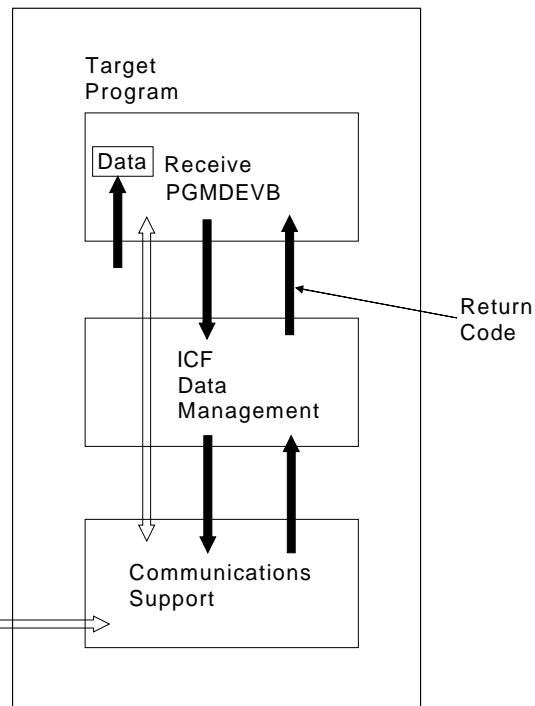 Target
Program
Data
Receive
PGMDEVB
Return
Code
ICF
Data
Management
Communications
Support